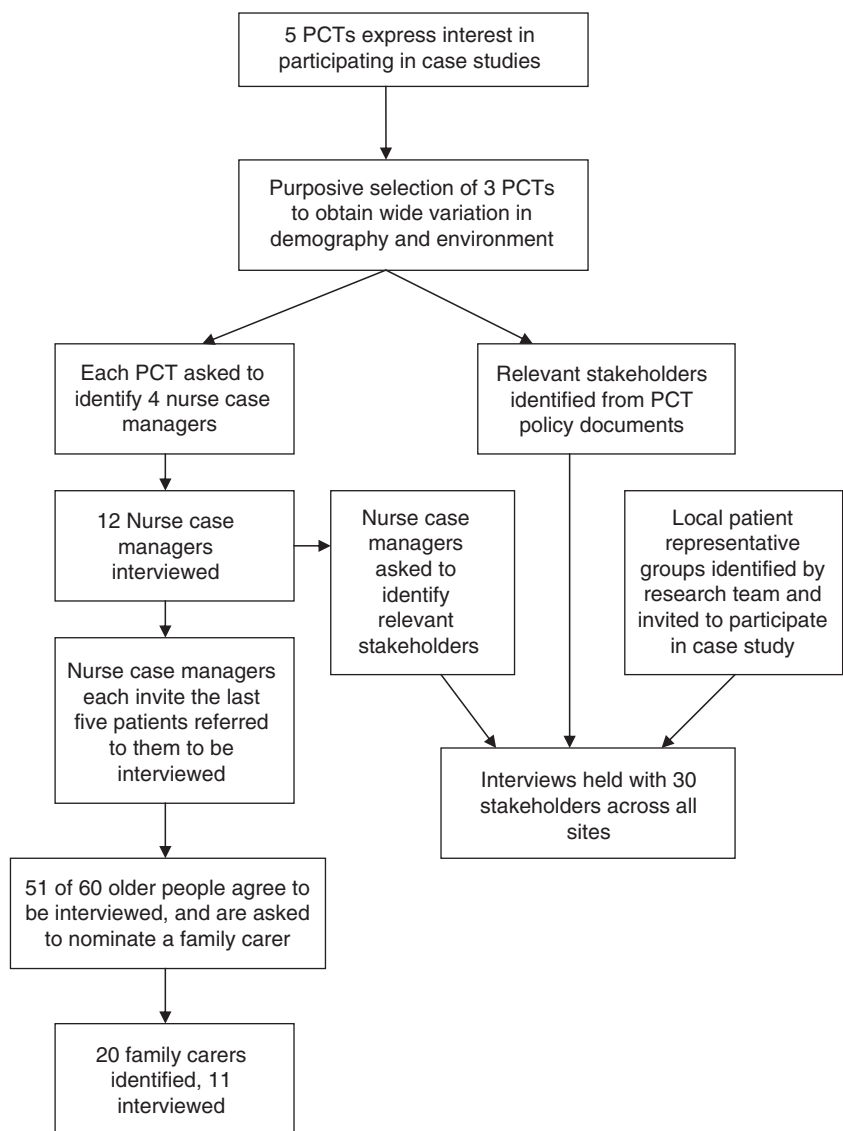 5 PCTs express interest in
participating in case studies
Purposive selection of 3 PCTs
to obtain wide variation in
demography and environment
Each PCT asked to
identify 4 nurse case
managers
Relevant stakeholders
identified from PCT
policy documents
12 Nurse case
managers
interviewed
Nurse case
managers
asked to
identify
relevant
stakeholders
Local patient
representative
groups identified by
research team and
invited to participate
in case study
Nurse case managers
each invite the last
five patients referred
to them to be
interviewed
Interviews held with 30
stakeholders across all
sites
51 of 60 older people agree to
be interviewed, and are asked
to nominate a family carer
20 family carers
identified, 11
interviewed